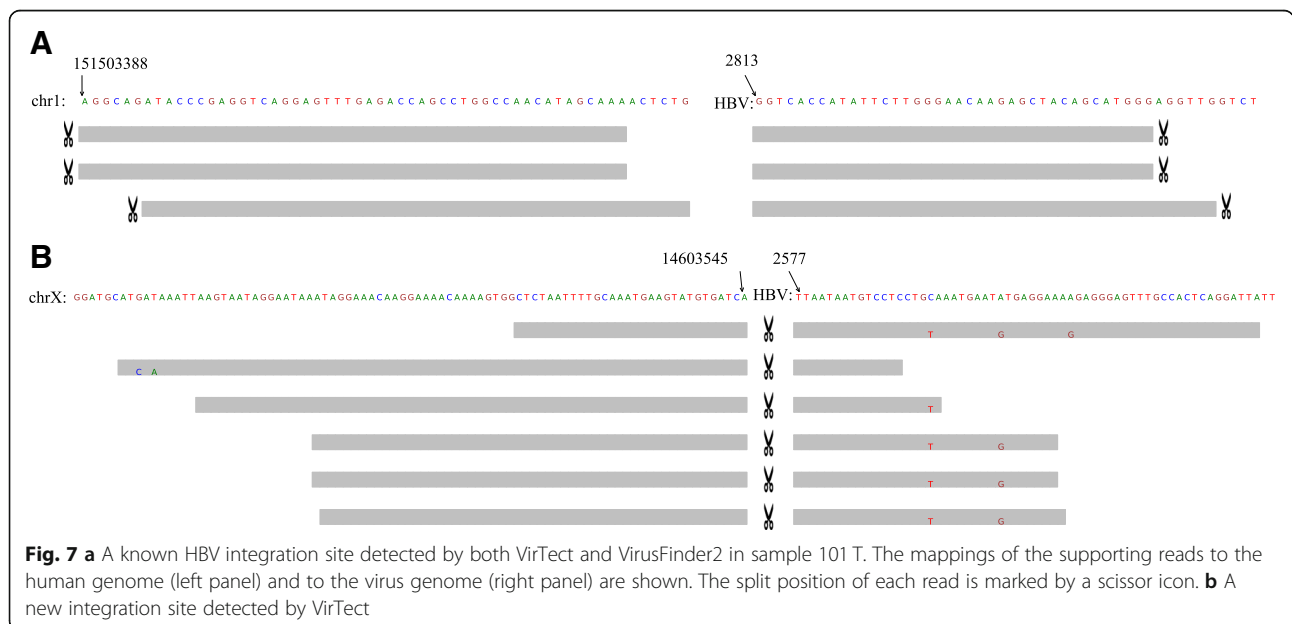 A
151503388
2813
chr1: AGGCAGATACCCGAGGTCAGGAGTTTGAGACCAGCCTGGCCAACATAGCAAAACTCTG HBV:GGTCACCATATTCTTGGGAACAAGAGCTACAGCATGGGAGGTTGGTCT
B
14603545 2577
chrX: GGATGCATGATAAATTAAGTAATAGGAATAAATAGGAAACAAGGAAAACAAAAGTGGCTCTAATTTTGCAAATGAAGTATGTGATCA HBV:TTAATAATGTCCTCCTGCAAATGAATATGAGGAAAAGAGGGAGTTTGCCACTCAGGATTATT
T G G
C A
T
T G
T G
T G
Fig. 7 a A known HBV integration site detected by both VirTect and VirusFinder2 in sample 101 T. The mappings of the supporting reads to the
human genome (left panel) and to the virus genome (right panel) are shown. The split position of each read is marked by a scissor icon. b A
new integration site detected by VirTect